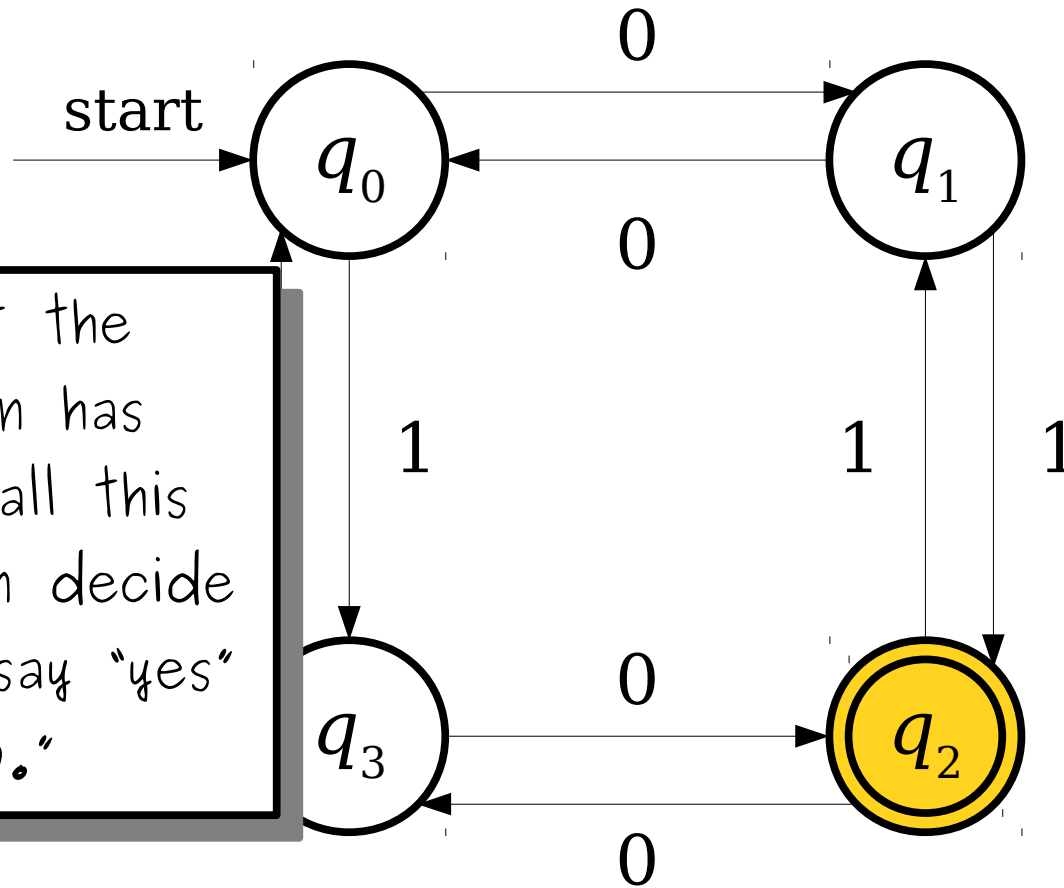 0
start
q0 q1
0
the
has
all this
1 1 1
decide
say "yes"
0
q3 q2
0